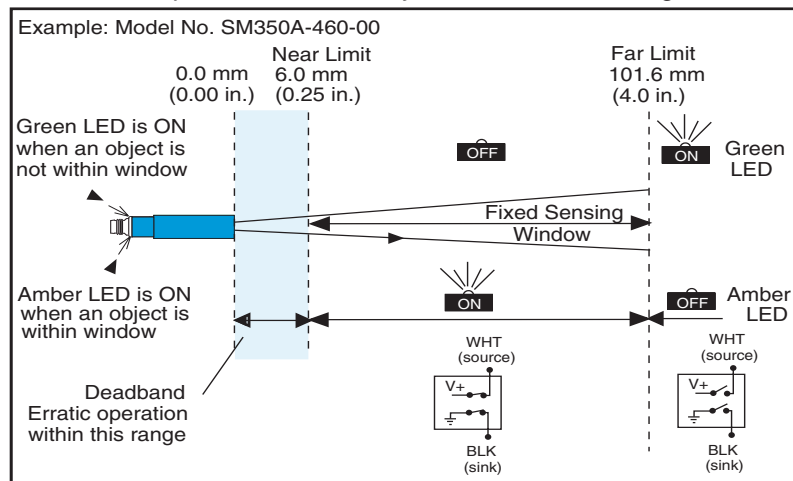 Example: Model No. SM350A-460-00
0.0 mm
(0.00 in.)
Near Limit
6.0 mm
(0.25 in.)
Far Limit
101.6 mm
(4.0 in.)
Green LED is ON
when an object is
not within window
OFF
ON
Green
LED
Fixed Sensing
Window
Amber LED is ON
when an object is
within window
ON
OFF
Amber
LED
Deadband
Erratic operation
within this range
WHT
(source)
V+
BLK
(sink)
WHT
(source)
V+
BLK
(sink)